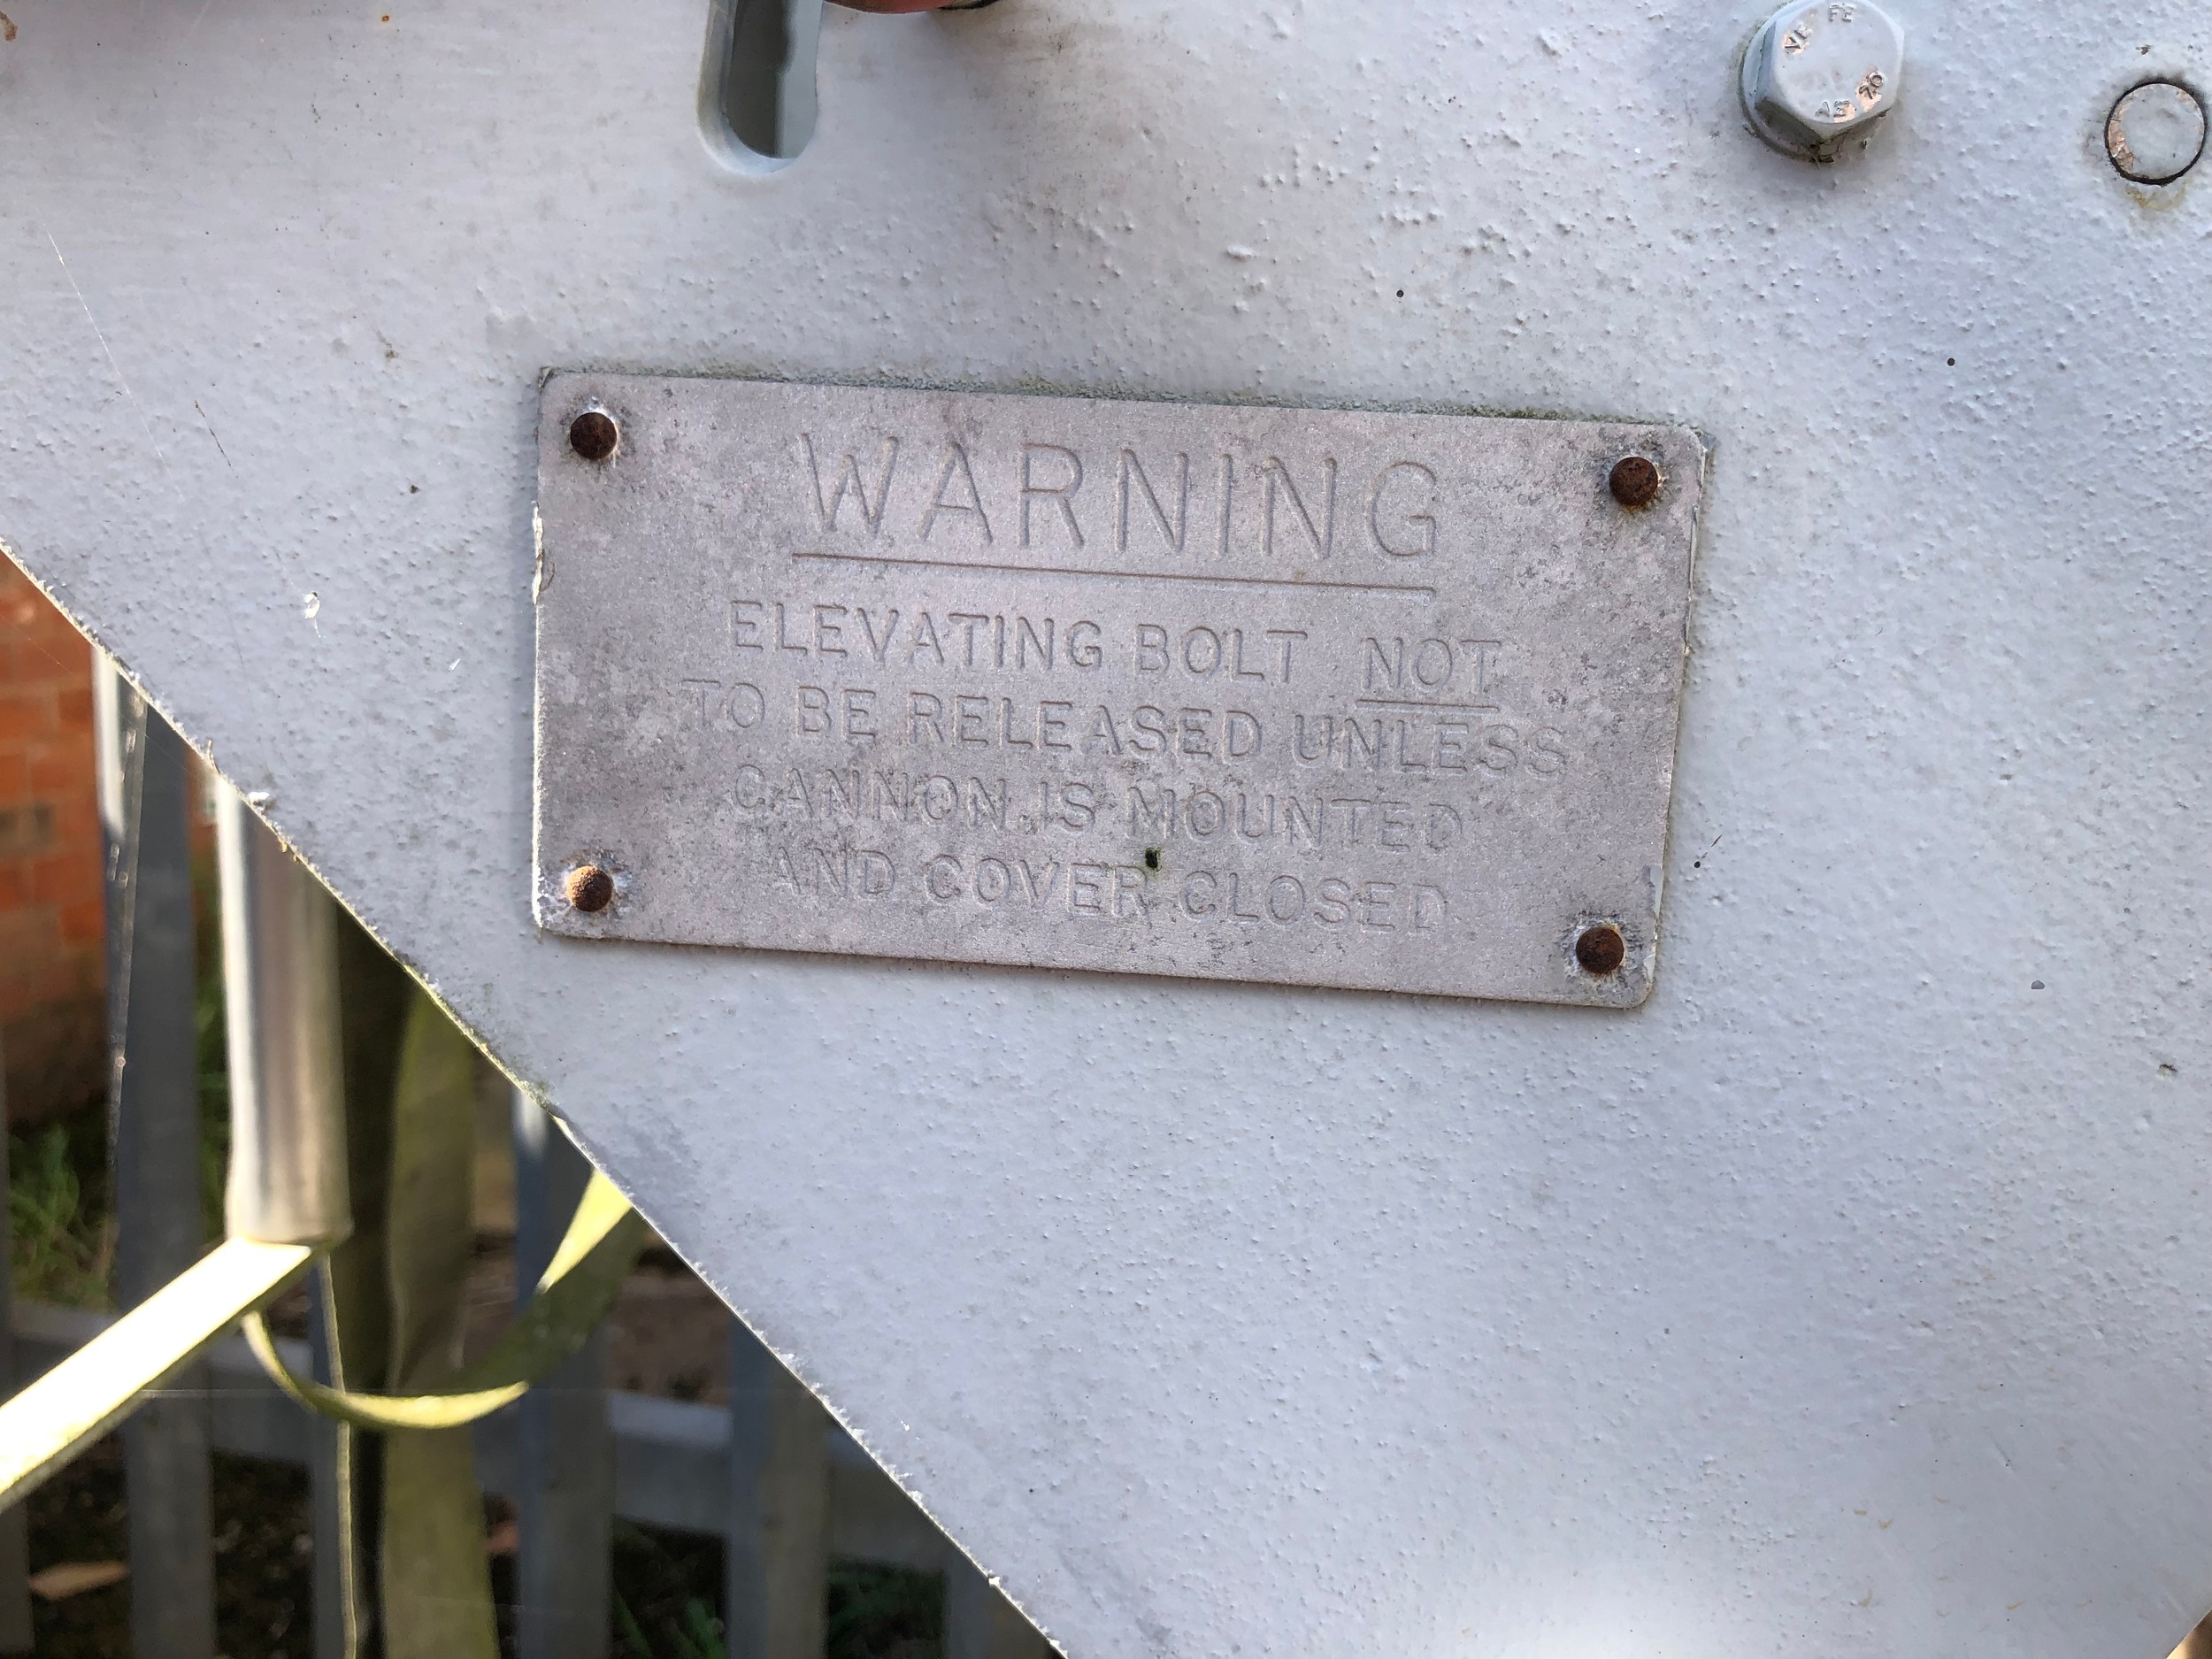 WARNING
ELEVATING BOLT NOT
TO BE RELEASED UNLESS
CANNON IS MOUNTED
AND COVER CLOSED